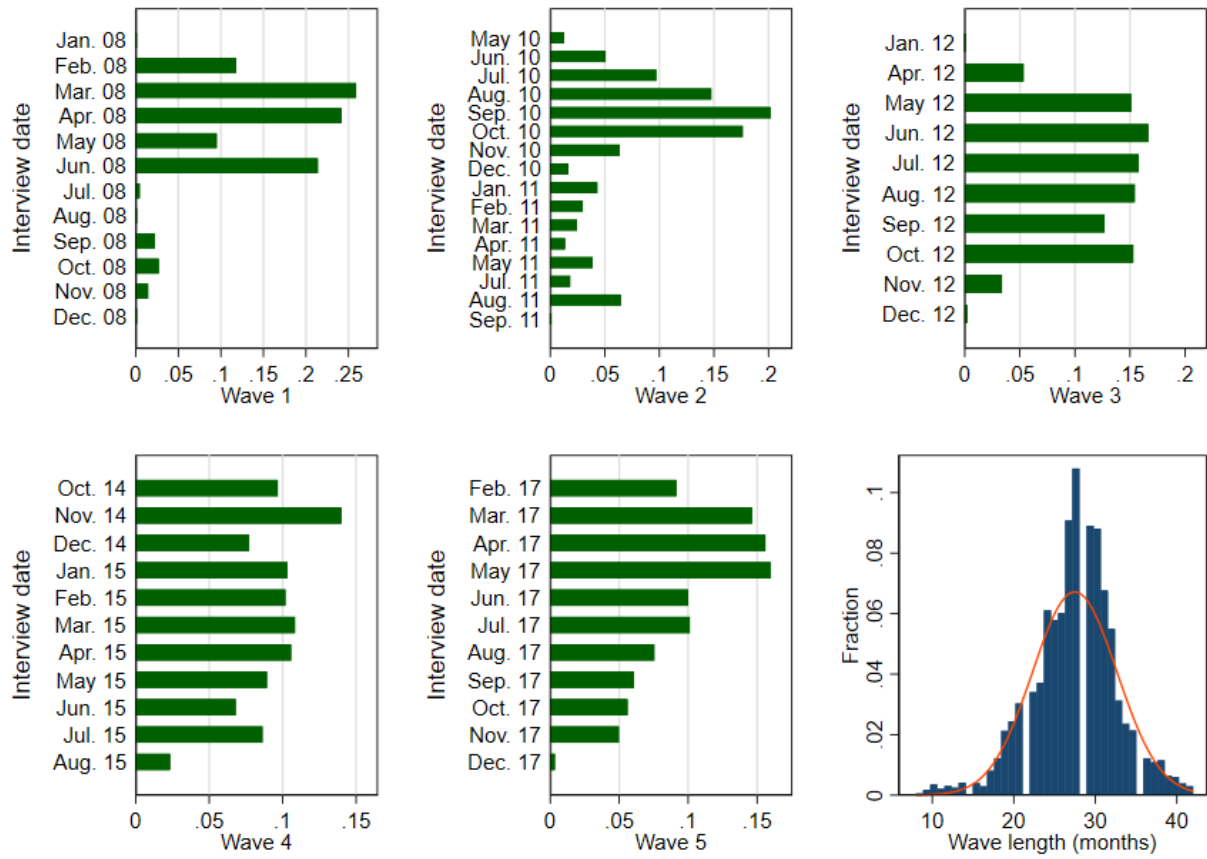 Interview date
Jan. 08
Feb. 08
Mar. 08
Apr. 08
May 08
Jun. 08
Jul. 08
Aug. 08
Sep. 08
Oct. 08
Nov. 08
Dec. 08
0 .05 .1 .15 .2 .25
Wave 1
Interview date
May 10
Jun. 10
Jul. 10
Aug. 10
Sep. 10
Oct. 10
Nov. 10
Dec. 10
Jan. 11
Feb. 11
Mar. 11
Apr. 11
May 11
Jul. 11
Aug. 11
Sep. 11
0 .05 .1 .15 .2
Wave 2
Interview date
Jan. 12
Apr. 12
May 12
Jun. 12
Jul. 12
Aug. 12
Sep. 12
Oct. 12
Nov. 12
Dec. 12
0 .05 .1 .15 .2
Wave 3
Interview date
Oct. 14
Nov. 14
Dec. 14
Jan. 15
Feb. 15
Mar. 15
Apr. 15
May 15
Jun. 15
Jul. 15
Aug. 15
0 .05 .1 .15
Wave 4
Interview date
Feb. 17
Mar. 17
Apr. 17
May 17
Jun. 17
Jul. 17
Aug. 17
Sep. 17
Oct. 17
Nov. 17
Dec. 17
0 .05 .1 .15
Wave 5
Fraction
.1
.08
.06
.04
.02
0
10 20 30 40
Wave length (months)